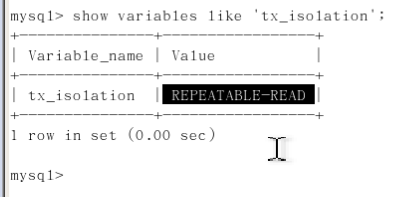 mysql> show variables like 'tx_isolation';
+---------------+-----------------+
| Variable_name | Value           |
+---------------+-----------------+
| tx_isolation  | REPEATABLE-READ |
+---------------+-----------------+
1 row in set (0.00 sec)
mysql>